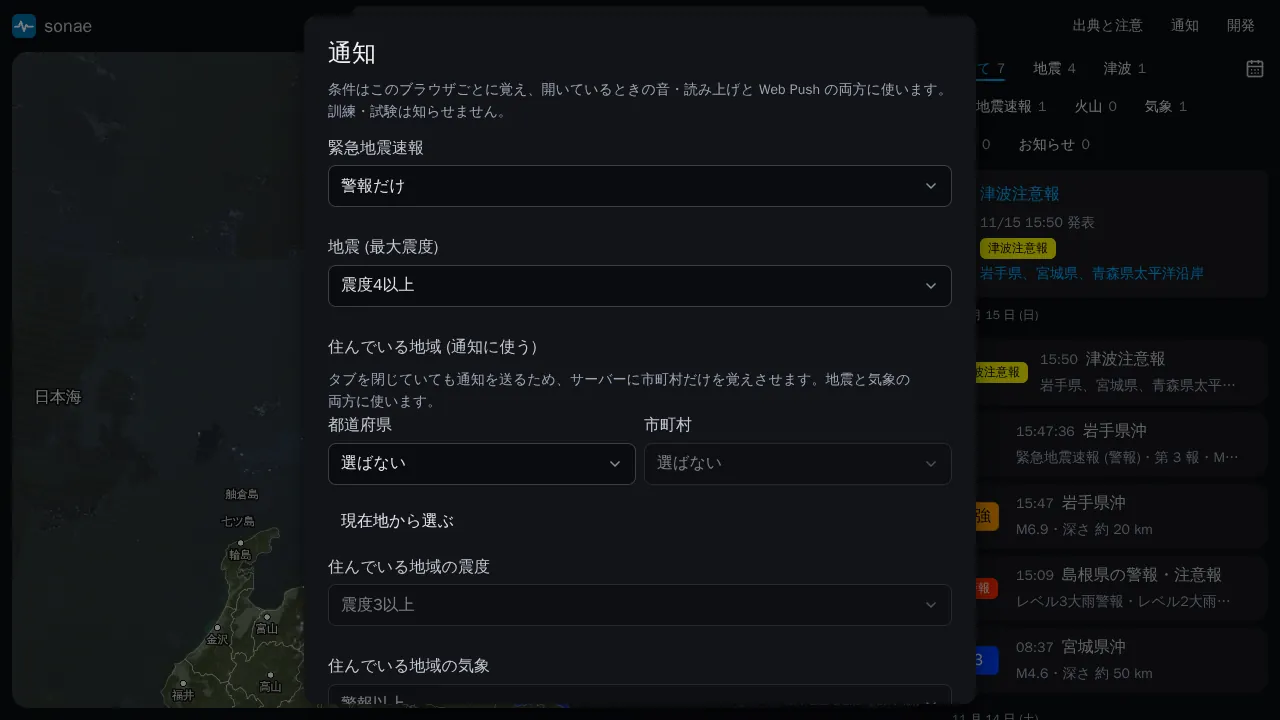 sonae
出典と注意
通知
開発
通知
条件はこのブラウザごとに覚え、開いているときの音・読み上げと Web Push の両方に使います。
訓練・試験は知らせません。
緊急地震速報
警報だけ
地震 (最大震度)
震度4以上
住んでいる地域 (通知に使う)
タブを閉じていても通知を送るため、サーバーに市町村だけを覚えさせます。地震と気象の
両方に使います。
都道府県
市町村
選ばない
選ばない
現在地から選ぶ
住んでいる地域の震度
震度3以上
住んでいる地域の気象
警報以上
て 7
地震 4
津波 1
地震速報 1
火山 0
気象 1
0
お知らせ 0
津波注意報
11/15 15:50 発表
津波注意報
岩手県、宮城県、青森県太平洋沿岸
月 15 日 (日)
波注意報
15:50 津波注意報
岩手県、宮城県、青森県太平…
15:47:36 岩手県沖
緊急地震速報 (警報)・第 3 報・M…
強
15:47 岩手県沖
M6.9・深さ 約 20 km
報
15:09 島根県の警報・注意報
レベル3大雨警報・レベル2大雨…
3
08:37 宮城県沖
M4.6・深さ 約 50 km
11 月 14 日 (土)
日本海
舳倉島
七ツ島
輪島
富山
金沢
高山
福井